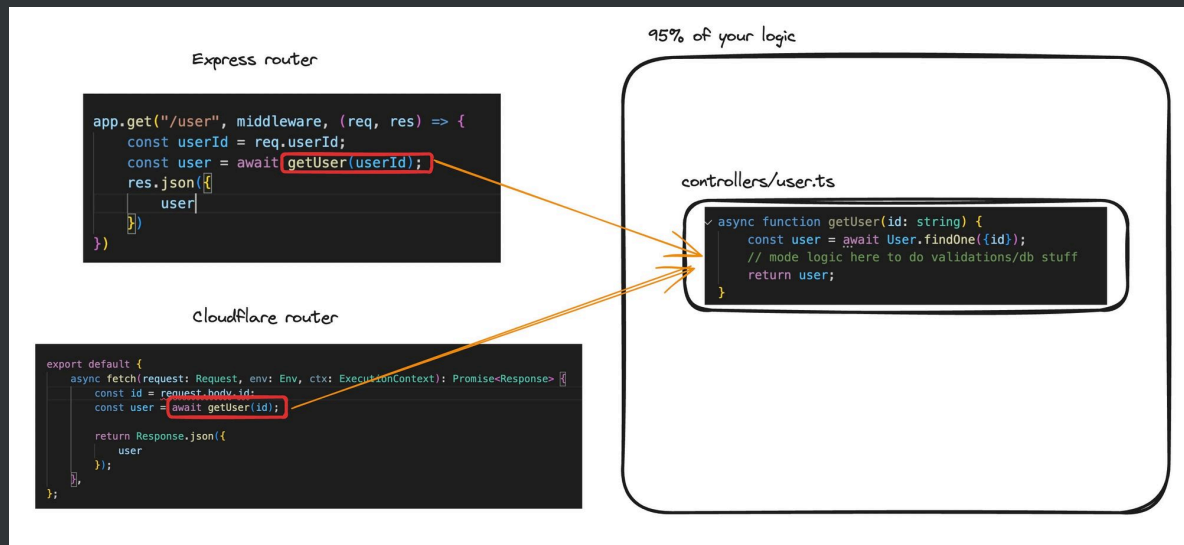 95% of your logic
Express router
app.get("/user", middleware, (req, res) => {
const userId = req.userId;
const user = await getUser(userId);
res.json({
user
})
})
controllers/user.ts
async function getUser(id: string) {
const user = await User.findOne({id});
// mode logic here to do validations/db stuff
return user;
}
Cloudflare router
export default {
async fetch(request: Request, env: Env, ctx: ExecutionContext): Promise<Response> {
const id = request.body.id;
const user = await getUser(id);
return Response.json({
user
});
},
};